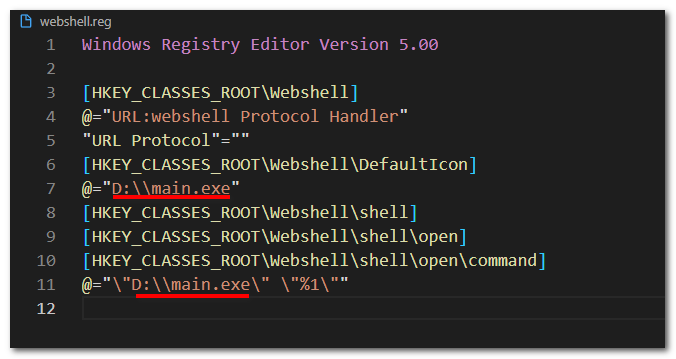 webshell.reg
1 Windows Registry Editor Version 5.00
2
3 [HKEY_CLASSES_ROOT\Webshell]
4 @="URL:webshell Protocol Handler"
5 "URL Protocol"=""
6 [HKEY_CLASSES_ROOT\Webshell\DefaultIcon]
7 @="D:\\main.exe"
8 [HKEY_CLASSES_ROOT\Webshell\shell]
9 [HKEY_CLASSES_ROOT\Webshell\shell\open]
10 [HKEY_CLASSES_ROOT\Webshell\shell\open\command]
11 @="\"D:\\main.exe\" \"%1\""
12